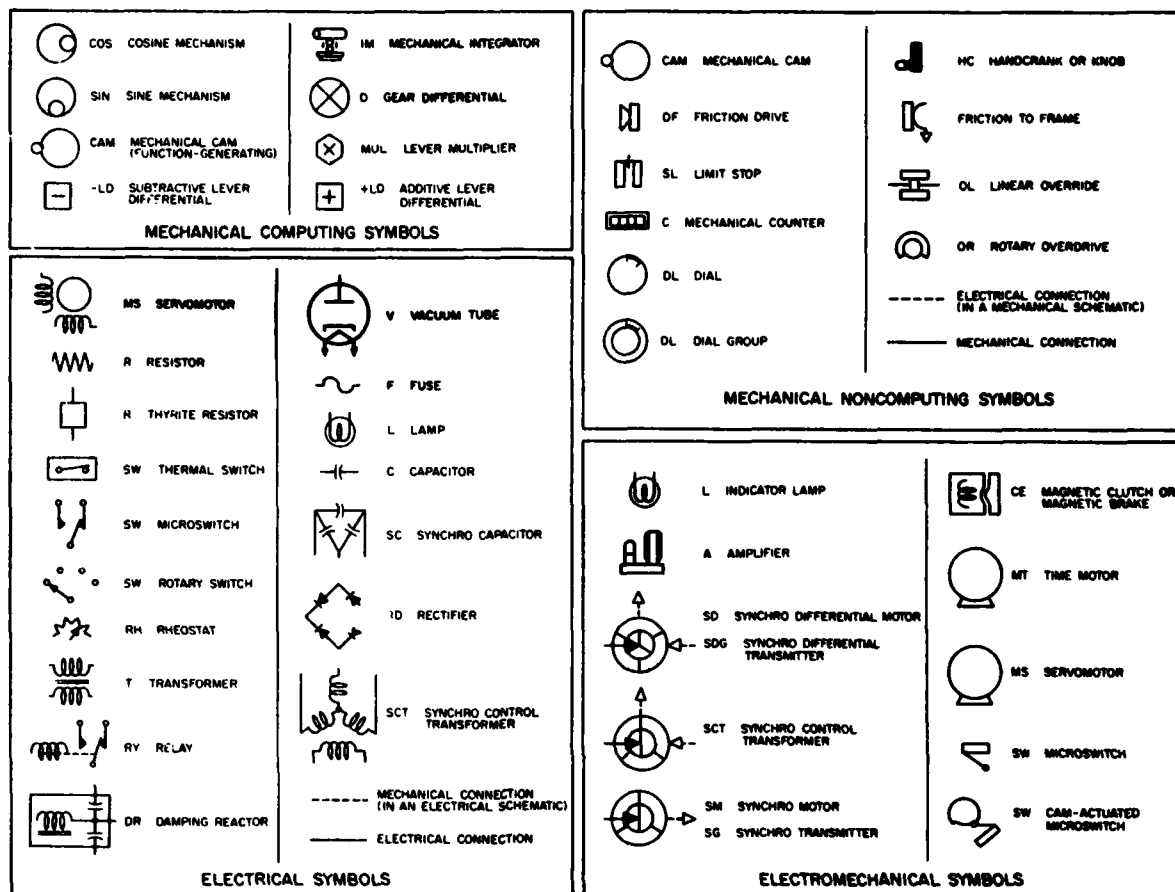 COS COSINE MECHANISM
SIN SINE MECHANISM
CAM MECHANICAL CAM
(FUNCTION-GENERATING)
-LD SUBTRACTIVE LEVER
DIFFERENTIAL
IM MECHANICAL INTEGRATOR
D GEAR DIFFERENTIAL
MUL LEVER MULTIPLIER
+LD ADDITIVE LEVER
DIFFERENTIAL
MECHANICAL COMPUTING SYMBOLS
CAM MECHANICAL CAM
DF FRICTION DRIVE
SL LIMIT STOP
C MECHANICAL COUNTER
DL DIAL
DL DIAL GROUP
HC HANDCRANK OR KNOB
FRICTION TO FRAME
OL LINEAR OVERRIDE
OR ROTARY OVERDRIVE
ELECTRICAL CONNECTION
(IN A MECHANICAL SCHEMATIC)
MECHANICAL CONNECTION
MECHANICAL NONCOMPUTING SYMBOLS
MS SERVOMOTOR
R RESISTOR
R THYRITE RESISTOR
SW THERMAL SWITCH
SW MICROSWITCH
SW ROTARY SWITCH
RH RHEOSTAT
T TRANSFORMER
RY RELAY
DR DAMPING REACTOR
V VACUUM TUBE
F FUSE
L LAMP
C CAPACITOR
SC SYNCHRO CAPACITOR
RECTIFIER
SCT SYNCHRO CONTROL
TRANSFORMER
MECHANICAL CONNECTION
(IN AN ELECTRICAL SCHEMATIC)
ELECTRICAL CONNECTION
ELECTRICAL SYMBOLS
L INDICATOR LAMP
A AMPLIFIER
SD SYNCHRO DIFFERENTIAL MOTOR
SDG SYNCHRO DIFFERENTIAL
TRANSMITTER
SCT SYNCHRO CONTROL
TRANSFORMER
SM SYNCHRO MOTOR
SG SYNCHRO TRANSMITTER
CE MAGNETIC CLUTCH OR
MAGNETIC BRAKE
MT TIME MOTOR
MS SERVOMOTOR
SW MICROSWITCH
SW CAM-ACTUATED
MICROSWITCH
ELECTROMECHANICAL SYMBOLS